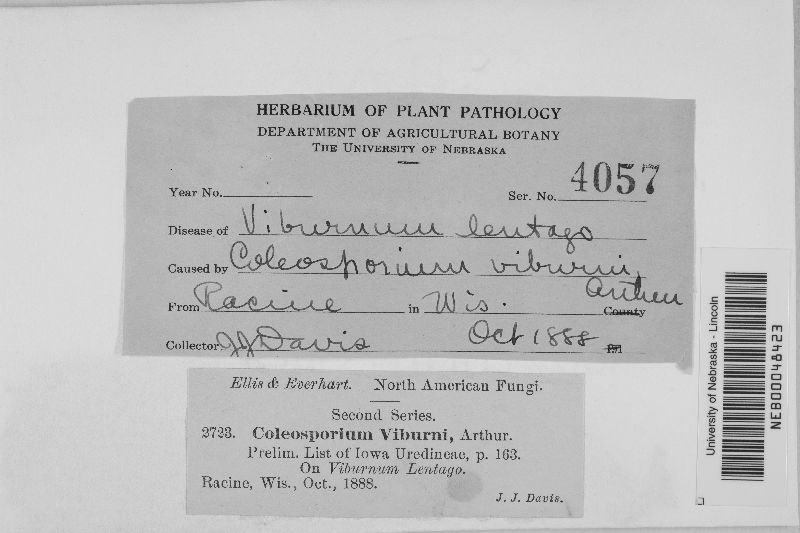 HERBARIUM OF PLANT PATHOLOGY
DEPARTMENT OF AGRICULTURAL BOTANY
THE UNIVERSITY OF NEBRASKA
Year No.
Ser. No. 4057
Disease of Viburnum lentago
Caused by Coleosporium viburni,
Arthur
From Racine in Wis. County
Collector JJ Davis Oct 1888 191
Ellis & Everhart. North American Fungi.
Second Series.
2723. Coleosporium Viburni, Arthur.
Prelim. List of Iowa Uredineae, p. 163.
On Viburnum Lentago.
Racine, Wis., Oct., 1888.
J. J. Davis.
University of Nebraska - Lincoln
NEB00048423